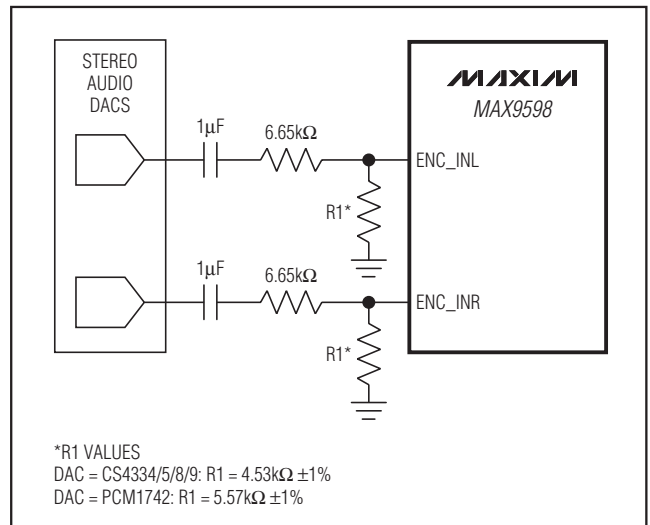 STEREO
AUDIO
DACS
MAXIM
MAX9598
1μF
6.65kΩ
ENC_INL
R1*
1μF
6.65kΩ
ENC_INR
R1*
*R1 VALUES
DAC = CS4334/5/8/9: R1 = 4.53kΩ ±1%
DAC = PCM1742: R1 = 5.57kΩ ±1%